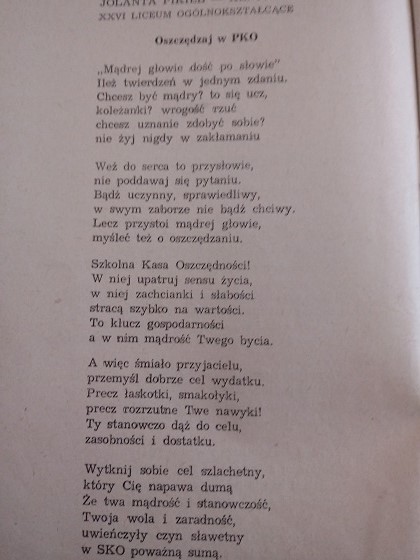 JOLANTA
XXVI LICEUM OGÓLNOKSZTAŁCĄCE
Oszczędzaj w PKO
„Mądrej głowie dość po słowie”
Ileż twierdzeń w jednym zdaniu.
Chcesz być mądry? to się ucz,
koleżanki? wrogość rzuć
chcesz uznanie zdobyć sobie?
nie żyj nigdy w zakłamaniu
Weź do serca to przysłowie,
nie poddawaj się pytaniu.
Bądź uczynny, sprawiedliwy,
w swym zaborze nie bądź chciwy.
Lecz przystoi mądrej głowie,
myśleć też o oszczędzaniu.
Szkolna Kasa Oszczędności!
W niej upatruj sensu życia,
w niej zachcianki i słabości
stracą szybko na wartości.
To klucz gospodarności
a w nim mądrość Twego bycia.
A więc śmiało przyjacielu,
przemyśl dobrze cel wydatku.
Precz łaskotki, smakołyki,
precz rozrzutne Twe nawyki!
Ty stanowczo dąż do celu,
zasobności i dostatku.
Wytknij sobie cel szlachetny,
który Cię napawa dumą
Że twa mądrość i stanowczość,
Twoja wola i zaradność,
uwieńczyły czyn sławetny
w SKO poważną sumą.